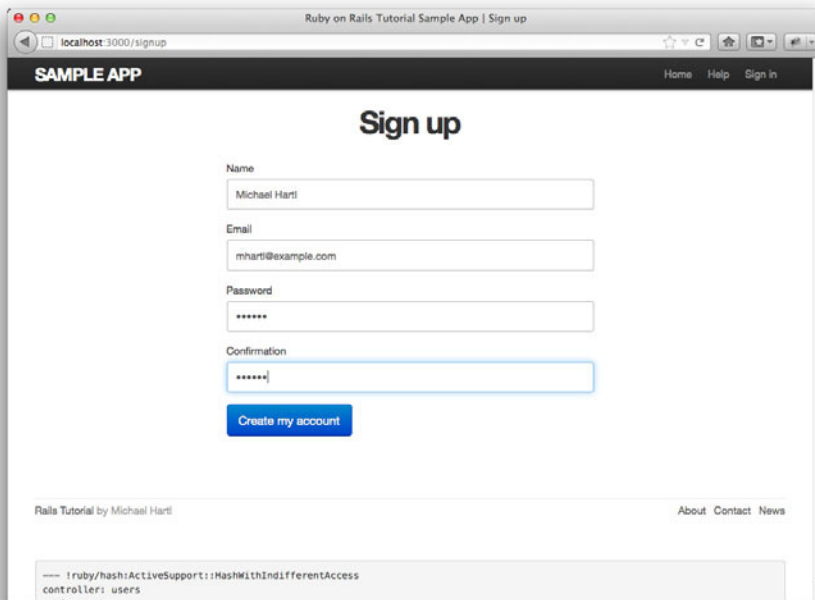 Ruby on Rails Tutorial Sample App | Sign up
localhost:3000/signup
SAMPLE APP
Home Help Sign in
Sign up
Name
Michael Hartl
Email
mhartl@example.com
Password
••••••
Confirmation
••••••
Create my account
Rails Tutorial by Michael Hartl
About Contact News
--- !ruby/hash:ActiveSupport::HashWithIndifferentAccess
controller: users